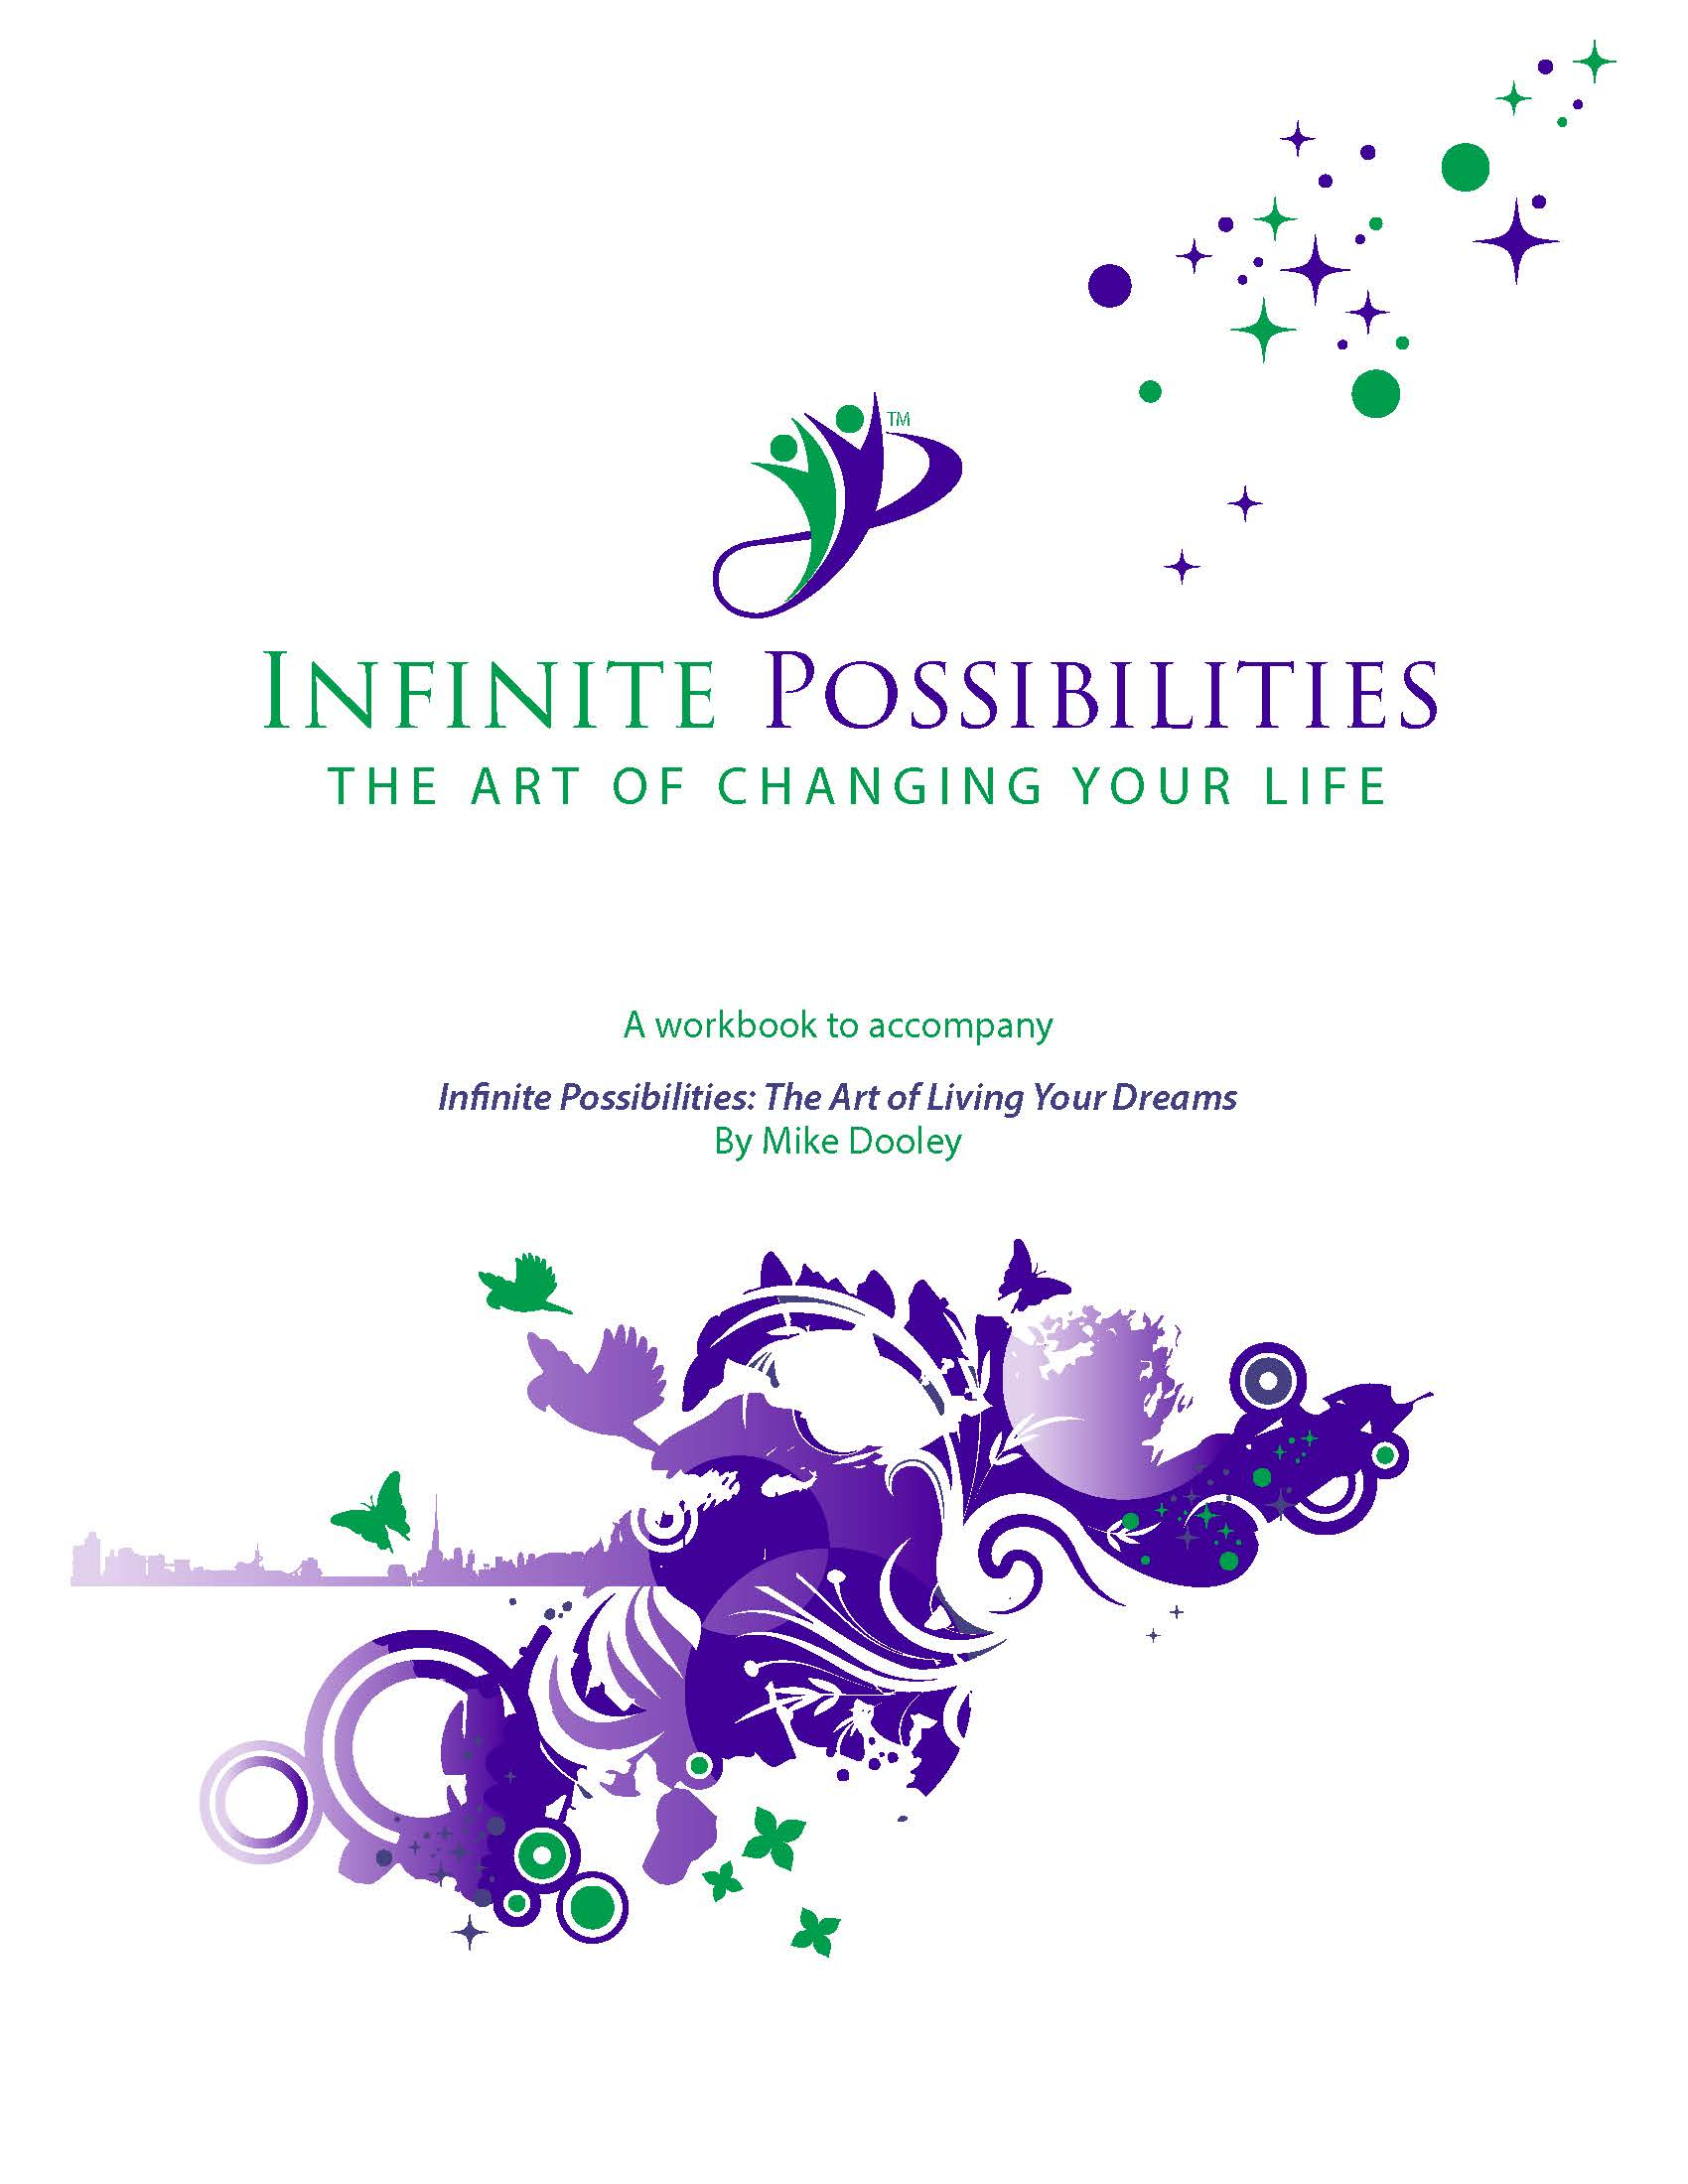 TM
INFINITE POSSIBILITIES
THE ART OF CHANGING YOUR LIFE
A workbook to accompany
Infinite Possibilities: The Art of Living Your Dreams
By Mike Dooley